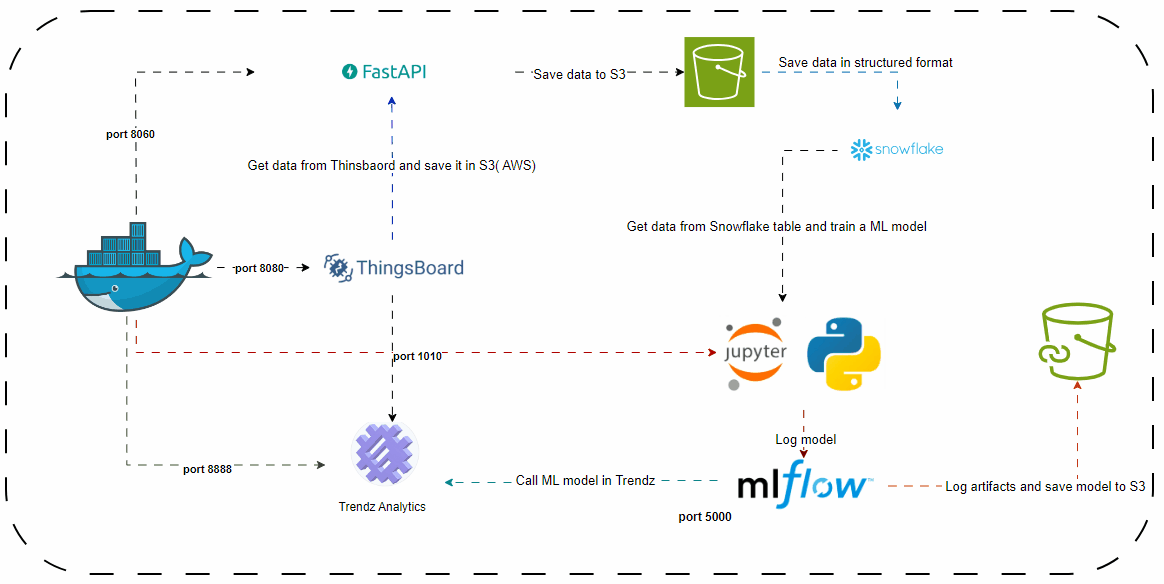 FastAPI
Save data to S3
Save data in structured format
port 8060
snowflake
Get data from Thinsbaord and save it in S3( AWS)
Get data from Snowflake table and train a ML model
port 8080
ThingsBoard
port 1010
jupyter
Log model
port 8888
Call ML model in Trendz
mlflow™
Log artifacts and save model to S3
Trendz Analytics
port 5000